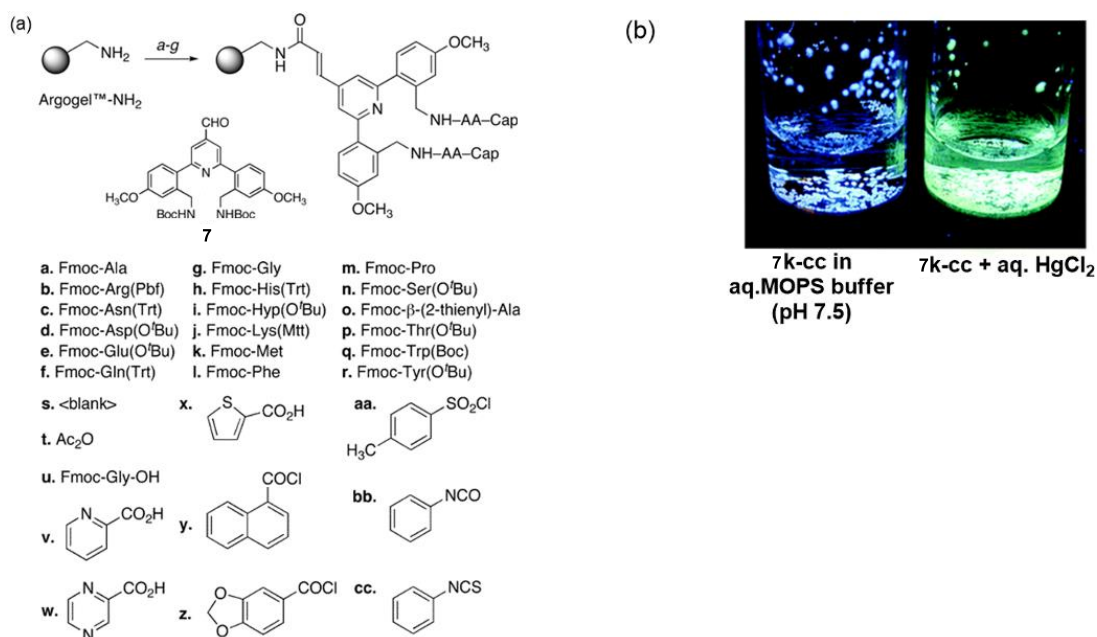 (a)
NH₂
a-g
Argogel™-NH₂
O
N
H
OCH₃
N
NH–AA–Cap
NH–AA–Cap
OCH₃
CHO
N
H₃CO
OCH₃
BocHN
NHBoc
7
a. Fmoc-Ala
b. Fmoc-Arg(Pbf)
c. Fmoc-Asn(Trt)
d. Fmoc-Asp(OᵗBu)
e. Fmoc-Glu(OᵗBu)
f. Fmoc-Gln(Trt)
g. Fmoc-Gly
h. Fmoc-His(Trt)
i. Fmoc-Hyp(OᵗBu)
j. Fmoc-Lys(Mtt)
k. Fmoc-Met
l. Fmoc-Phe
m. Fmoc-Pro
n. Fmoc-Ser(OᵗBu)
o. Fmoc-β-(2-thienyl)-Ala
p. Fmoc-Thr(OᵗBu)
q. Fmoc-Trp(Boc)
r. Fmoc-Tyr(OᵗBu)
s. <blank>
t. Ac₂O
u. Fmoc-Gly-OH
v.
N
CO₂H
w.
N
N
CO₂H
x.
S
CO₂H
y.
COCl
z.
O
O
COCl
aa.
SO₂Cl
H₃C
bb.
NCO
cc.
NCS
(b)
7k-cc in
aq.MOPS buffer
(pH 7.5)
7k-cc + aq. HgCl₂